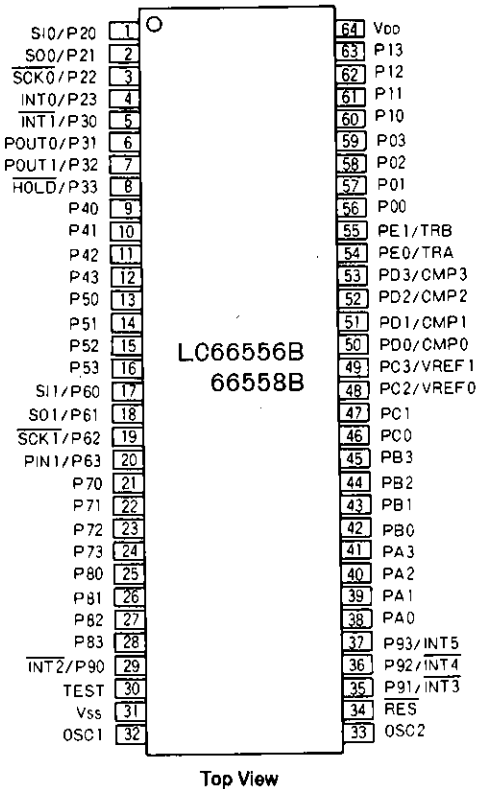 SI0/P20 1 64 VDD
SO0/P21 2 63 P13
SCK0/P22 3 62 P12
INT0/P23 4 61 P11
INT1/P30 5 60 P10
POUT0/P31 6 59 P03
POUT1/P32 7 58 P02
HOLD/P33 8 57 P01
P40 9 56 P00
P41 10 55 PE1/TRB
P42 11 54 PE0/TRA
P43 12 53 PD3/CMP3
P50 13 52 PD2/CMP2
P51 14 51 PD1/CMP1
P52 15 LC66556B 50 PD0/CMP0
P53 16 66558B 49 PC3/VREF1
SI1/P60 17 48 PC2/VREF0
SO1/P61 18 47 PC1
SCK1/P62 19 46 PC0
PIN1/P63 20 45 PB3
P70 21 44 PB2
P71 22 43 PB1
P72 23 42 PB0
P73 24 41 PA3
P80 25 40 PA2
P81 26 39 PA1
P82 27 38 PA0
P83 28 37 P93/INT5
INT2/P90 29 36 P92/INT4
TEST 30 35 P91/INT3
Vss 31 34 RES
OSC1 32 33 OSC2
Top View